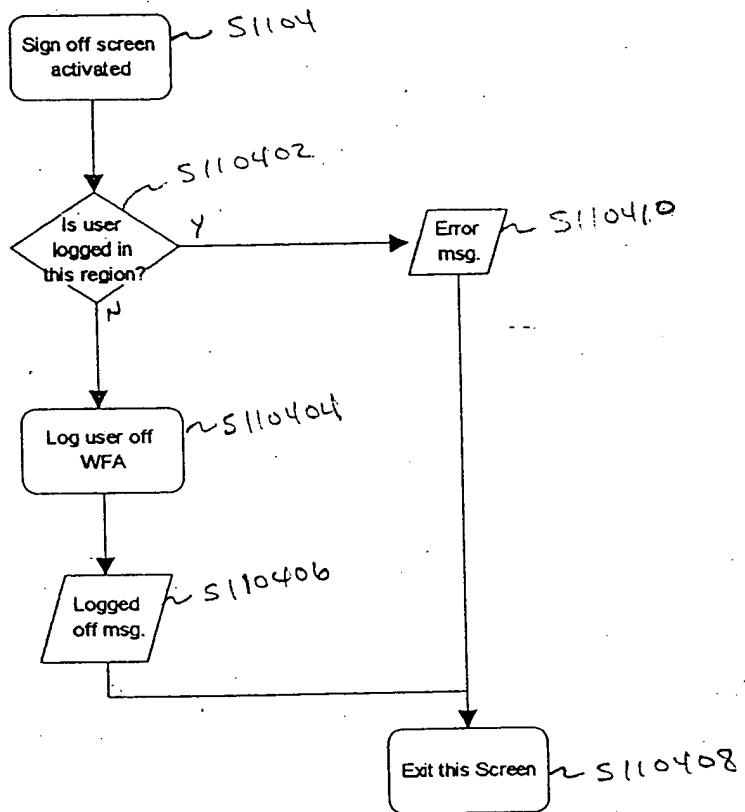 Sign off screen
activated
S1104
Is user
logged in
this region?
S110402
Y
N
Error
msg.
S110410
Log user off
WFA
S110404
Logged
off msg.
S110406
Exit this Screen
S110408